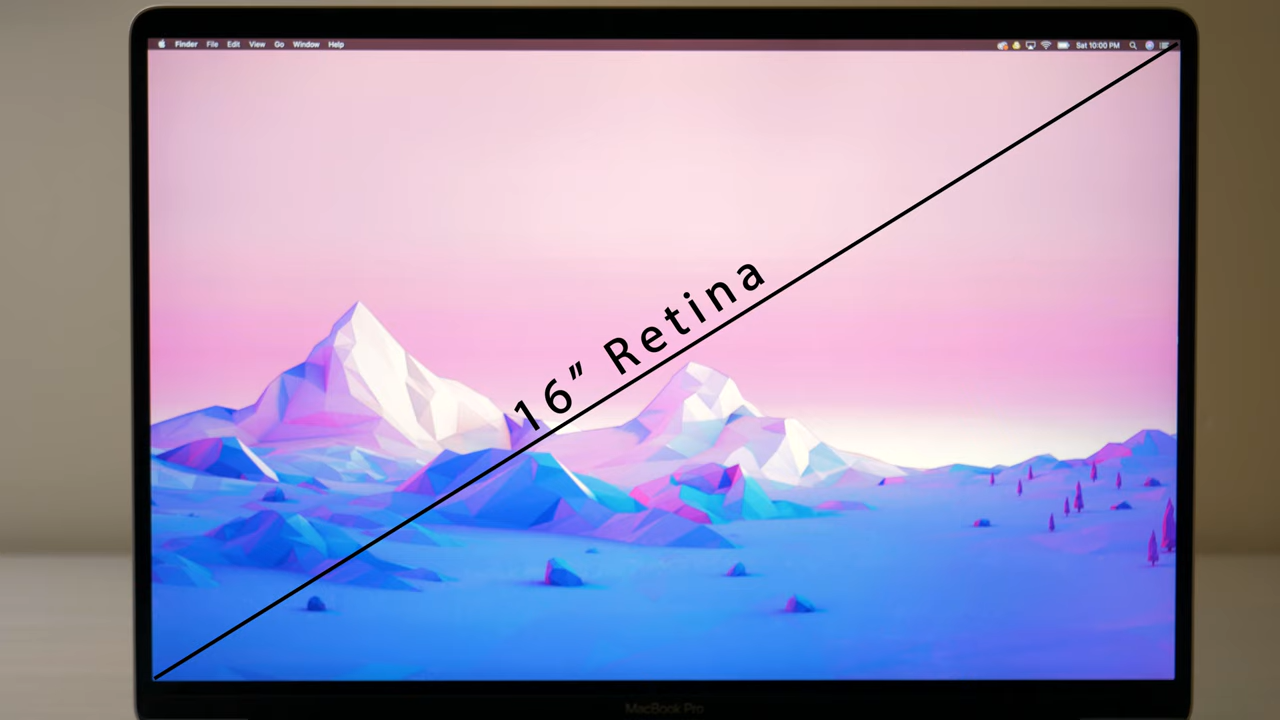 Finder File Edit View Go Window Help Sat 10:00 PM
16” Retina
MacBook Pro